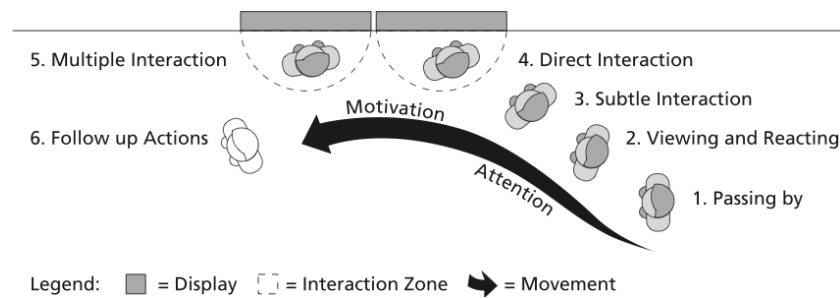 5. Multiple Interaction
4. Direct Interaction
3. Subtle Interaction
Motivation
6. Follow up Actions
2. Viewing and Reacting
Attention
1. Passing by
Legend: = Display = Interaction Zone = Movement